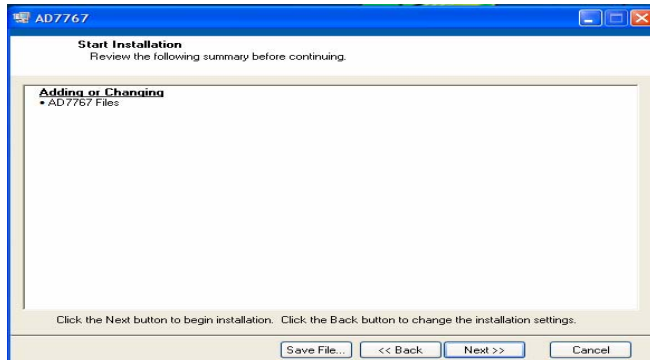 AD7767
Start Installation
Review the following summary before continuing.
Adding or Changing
• AD7767 Files
Click the Next button to begin installation. Click the Back button to change the installation settings.
Save File... << Back Next >> Cancel